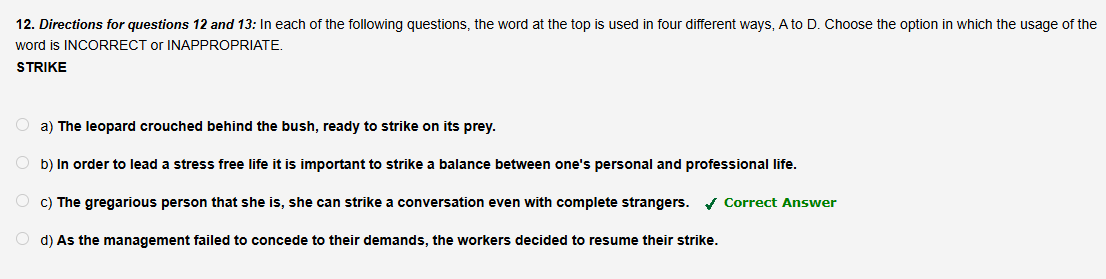 12. Directions for questions 12 and 13: In each of the following questions, the word at the top is used in four different ways, A to D. Choose the option in which the usage of the
word is INCORRECT or INAPPROPRIATE.
STRIKE
a) The leopard crouched behind the bush, ready to strike on its prey.
b) In order to lead a stress free life it is important to strike a balance between one's personal and professional life.
c) The gregarious person that she is, she can strike a conversation even with complete strangers. ✓ Correct Answer
d) As the management failed to concede to their demands, the workers decided to resume their strike.